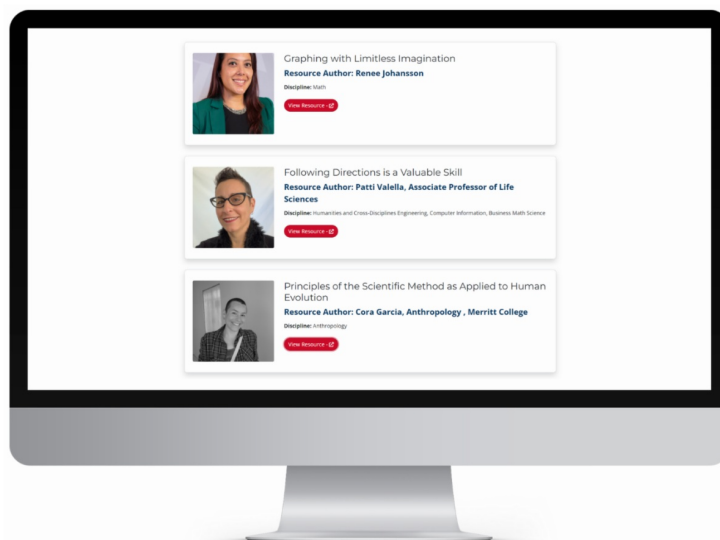 Graphing with Limitless Imagination
Resource Author: Renee Johansson
Discipline: Math
View Resource -
Following Directions is a Valuable Skill
Resource Author: Patti Valella, Associate Professor of Life
Sciences
Discipline: Humanities and Cross-Disciplines Engineering, Computer Information, Business Math Science
View Resource -
Principles of the Scientific Method as Applied to Human
Evolution
Resource Author: Cora Garcia, Anthropology , Merritt College
Discipline: Anthropology
View Resource -